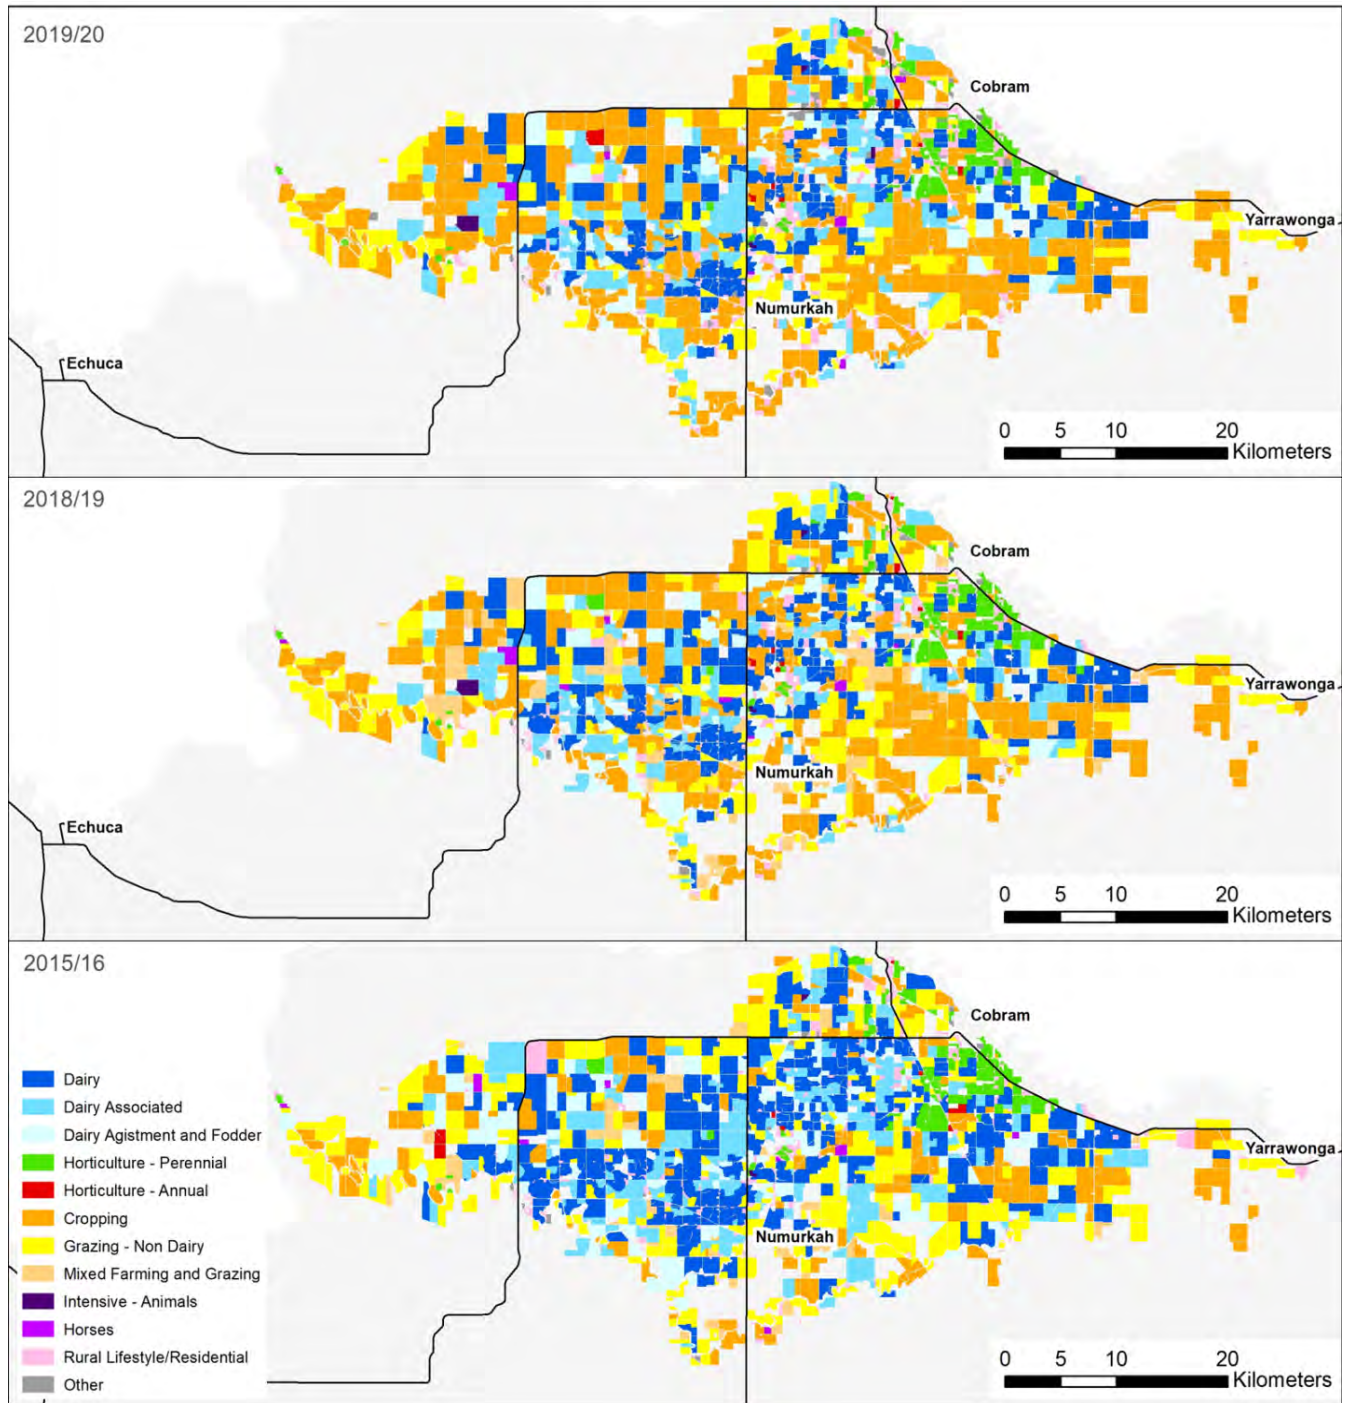 2019/20
Cobram
Yarrawonga
Numurkah
Echuca
0 5 10 20
Kilometers
2018/19
Cobram
Yarrawonga
Numurkah
Echuca
0 5 10 20
Kilometers
2015/16
Cobram
Yarrawonga
Numurkah
Dairy
Dairy Associated
Dairy Agistment and Fodder
Horticulture - Perennial
Horticulture - Annual
Cropping
Grazing - Non Dairy
Mixed Farming and Grazing
Intensive - Animals
Horses
Rural Lifestyle/Residential
Other
0 5 10 20
Kilometers